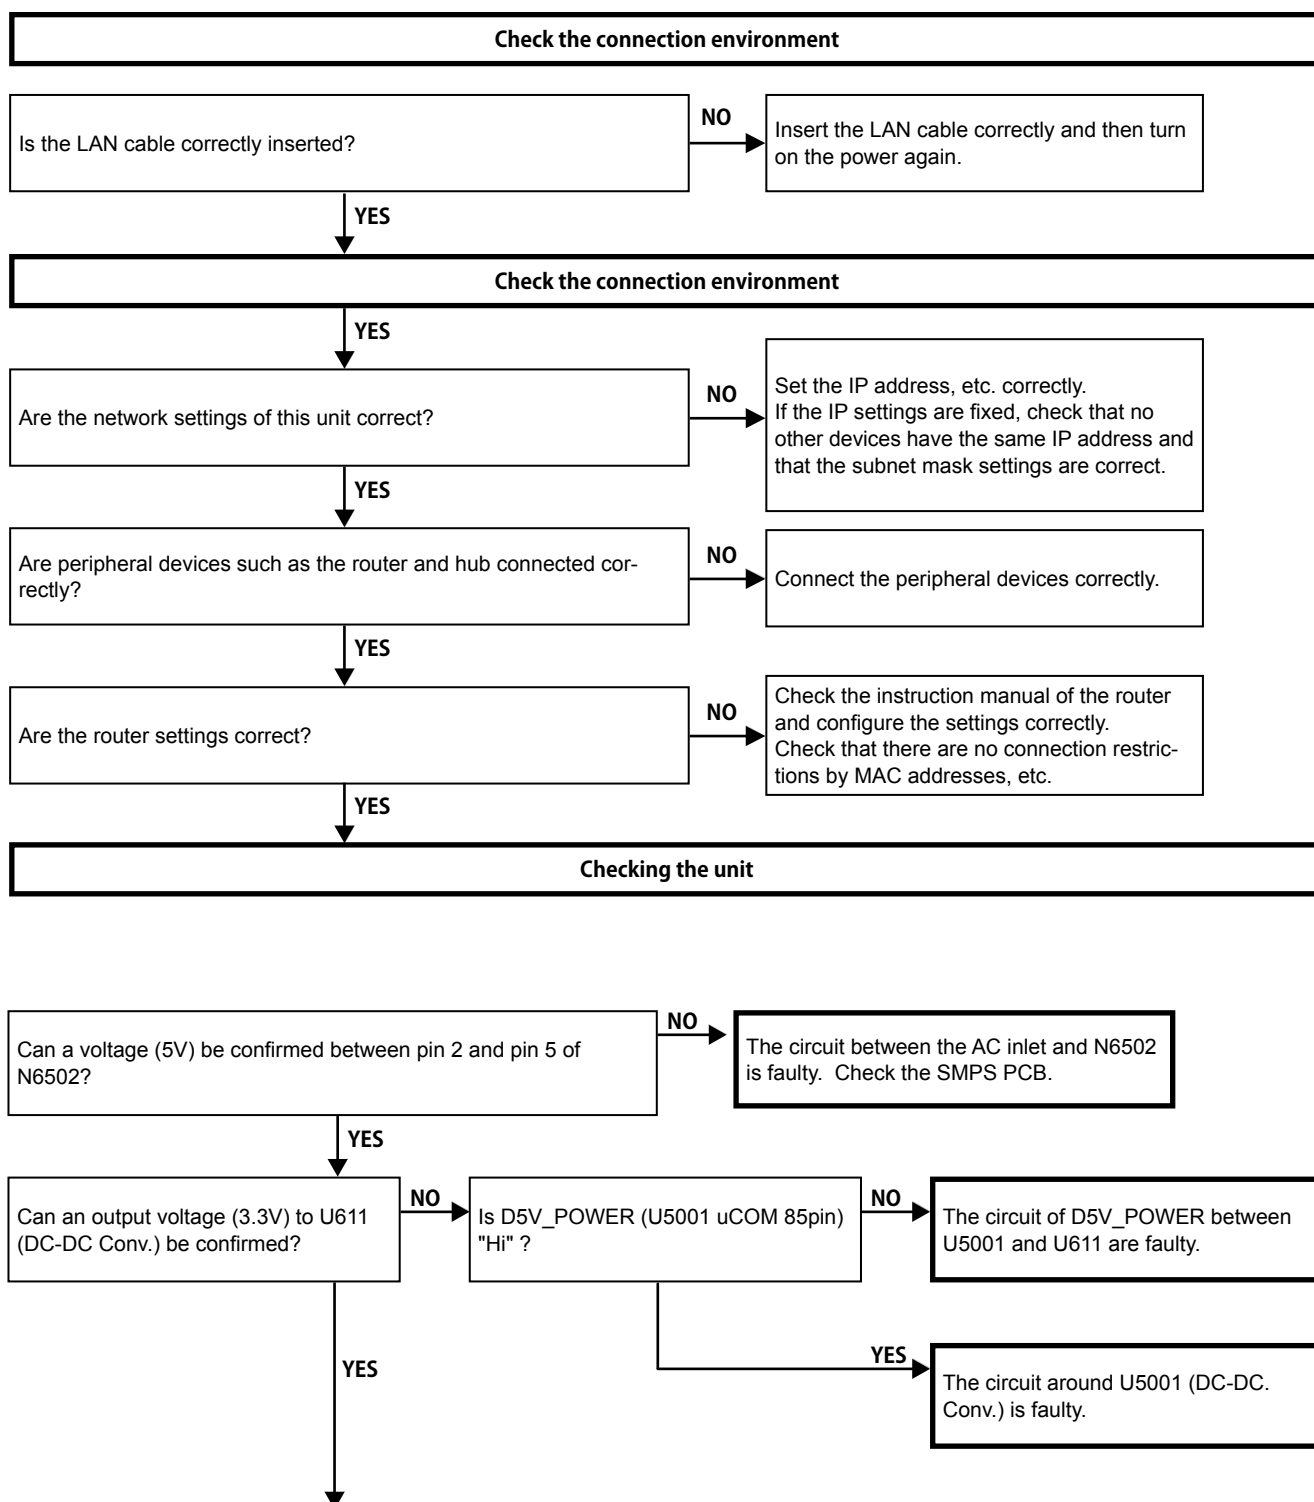 Check the connection environment
Is the LAN cable correctly inserted?
NO
Insert the LAN cable correctly and then turn
on the power again.
YES
Check the connection environment
YES
Are the network settings of this unit correct?
NO
Set the IP address, etc. correctly.
If the IP settings are fixed, check that no
other devices have the same IP address and
that the subnet mask settings are correct.
YES
Are peripheral devices such as the router and hub connected cor-
rectly?
NO
Connect the peripheral devices correctly.
YES
Are the router settings correct?
NO
Check the instruction manual of the router
and configure the settings correctly.
Check that there are no connection restric-
tions by MAC addresses, etc.
YES
Checking the unit
Can a voltage (5V) be confirmed between pin 2 and pin 5 of
N6502?
NO
The circuit between the AC inlet and N6502
is faulty.  Check the SMPS PCB.
YES
Can an output voltage (3.3V) to U611
(DC-DC Conv.) be confirmed?
NO
Is D5V_POWER (U5001 uCOM 85pin)
"Hi" ?
NO
The circuit of D5V_POWER between
U5001 and U611 are faulty.
YES
YES
The circuit around U5001 (DC-DC.
Conv.) is faulty.